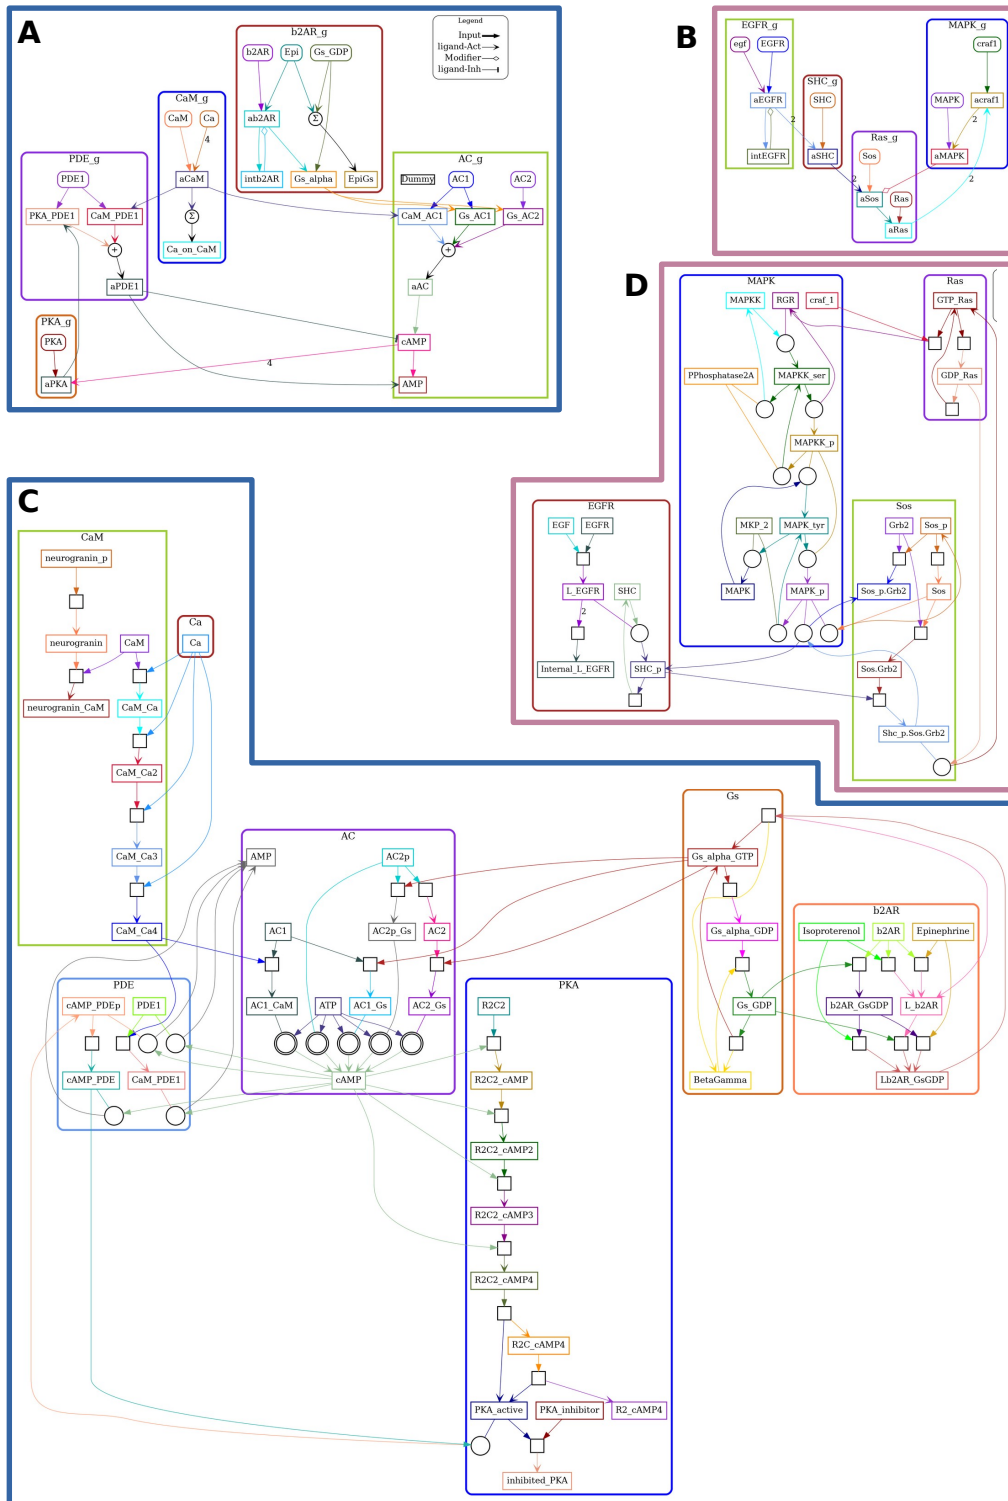 A
b2AR_g
b2AR
Epi
Gs_GDP
ab2AR
Σ
intb2AR
Gs_alpha
EpiGs
Legend
Input
ligand-Act
Modifier
ligand-Inh
CaM_g
CaM
Ca
4
aCaM
Σ
Ca_on_CaM
PDE_g
PDE1
PKA_PDE1
CaM_PDE1
+
aPDE1
AC_g
Dummy
AC1
AC2
CaM_AC1
Gs_AC1
Gs_AC2
+
aAC
cAMP
AMP
4
PKA_g
PKA
aPKA
B
EGFR_g
egf
EGFR
aEGFR
intEGFR
2
SHC_g
SHC
aSHC
2
Ras_g
Sos
aSos
Ras
aRas
MAPK_g
craf1
MAPK
acraf1
2
aMAPK
2
D
MAPK
MAPKK
RGR
craf_1
PPhosphatase2A
MAPKK_ser
MAPKK_p
MKP_2
MAPK_tyr
MAPK
MAPK_p
Ras
GTP_Ras
GDP_Ras
EGFR
EGF
EGFR
L_EGFR
SHC
2
Internal_L_EGFR
SHC_p
Sos
Grb2
Sos_p
Sos_p.Grb2
Sos
Sos.Grb2
Shc_p.Sos.Grb2
C
CaM
neurogranin_p
neurogranin
CaM
neurogranin_CaM
CaM_Ca
CaM_Ca2
CaM_Ca3
CaM_Ca4
Ca
Ca
AC
AMP
AC2p
AC1
AC2p_Gs
AC2
AC1_CaM
ATP
AC1_Gs
AC2_Gs
cAMP
PDE
cAMP_PDEp
PDE1
cAMP_PDE
CaM_PDE1
Gs
Gs_alpha_GTP
Gs_alpha_GDP
Gs_GDP
BetaGamma
b2AR
Isoproterenol
b2AR
Epinephrine
b2AR_GsGDP
L_b2AR
Lb2AR_GsGDP
PKA
R2C2
R2C2_cAMP
R2C2_cAMP2
R2C2_cAMP3
R2C2_cAMP4
R2C_cAMP4
PKA_active
PKA_inhibitor
R2_cAMP4
inhibited_PKA